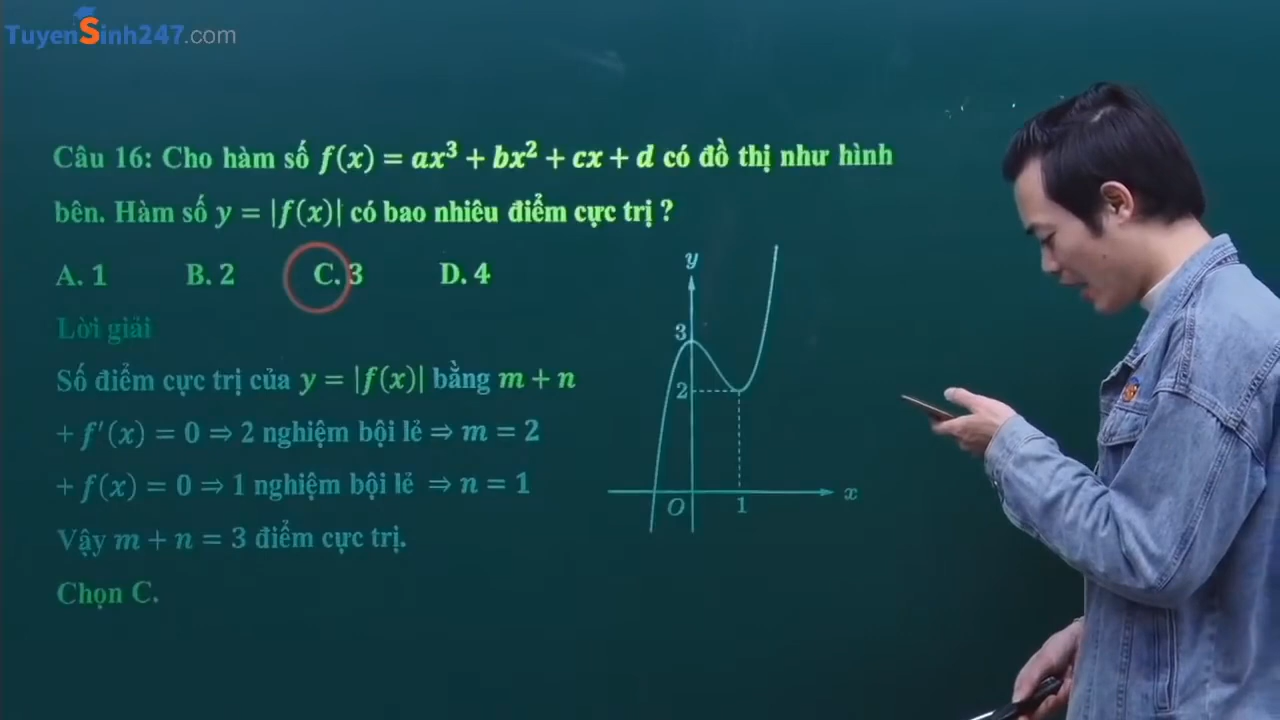 TuyenSinh247.com
Câu 16: Cho hàm số f(x) = ax³ + bx² + cx + d có đồ thị như hình
bên. Hàm số y = |f(x)| có bao nhiêu điểm cực trị ?
A. 1 B. 2 C. 3 D. 4
Lời giải
Số điểm cực trị của y = |f(x)| bằng m + n
+ f′(x) = 0 ⇒ 2 nghiệm bội lẻ ⇒ m = 2
+ f(x) = 0 ⇒ 1 nghiệm bội lẻ ⇒ n = 1
Vậy m + n = 3 điểm cực trị.
Chọn C.
y
3
2
O 1 x